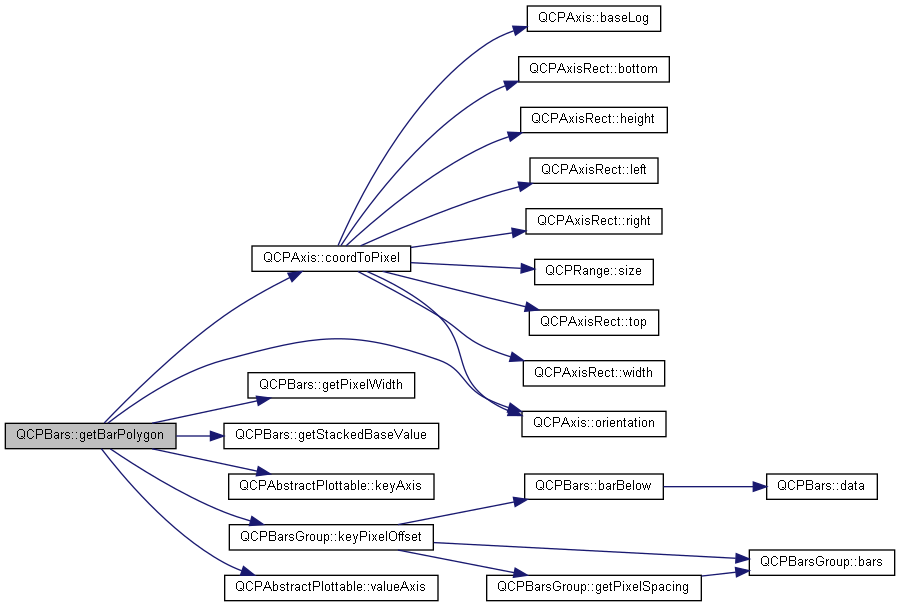 QCPAxis::baseLog
QCPAxisRect::bottom
QCPAxisRect::height
QCPAxisRect::left
QCPAxisRect::right
QCPAxis::coordToPixel
QCPRange::size
QCPAxisRect::top
QCPAxisRect::width
QCPBars::getPixelWidth
QCPAxis::orientation
QCPBars::getBarPolygon
QCPBars::getStackedBaseValue
QCPAbstractPlottable::keyAxis
QCPBars::barBelow
QCPBars::data
QCPBarsGroup::keyPixelOffset
QCPBarsGroup::bars
QCPAbstractPlottable::valueAxis
QCPBarsGroup::getPixelSpacing